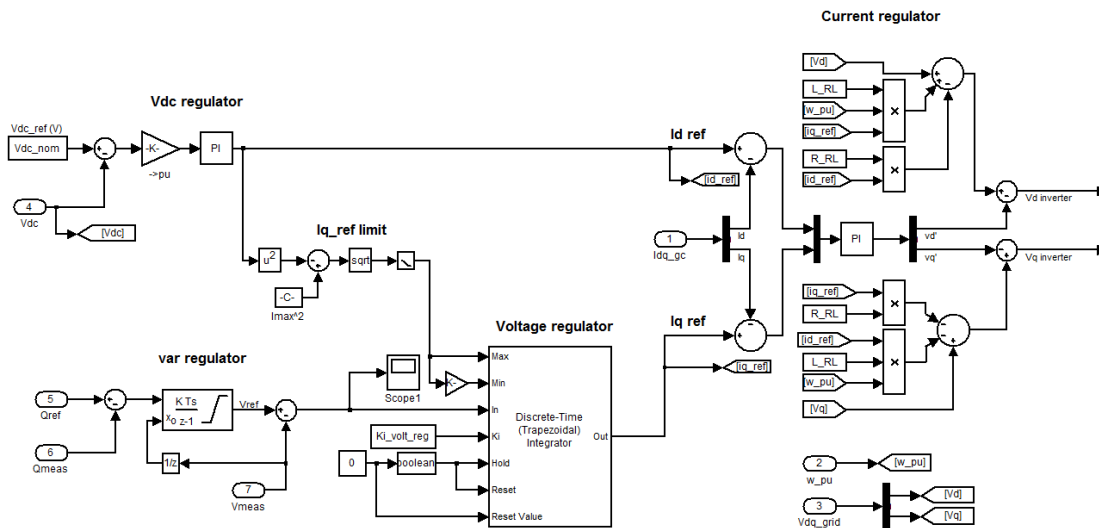 Current regulator
[Vd]
L_RL
[w_pu]
[iq_ref]
R_RL
[id_ref]
Vd inverter
Vdc regulator
Vdc_ref (V)
Vdc_nom
-K-
->pu
PI
4
Vdc
[Vdc]
Id ref
[id_ref]
1
Idq_gc
Id
Iq
PI
vd'
vq'
Vq inverter
Iq_ref limit
u2
sqrt
-C-
Imax^2
Iq ref
[iq_ref]
[iq_ref]
R_RL
[id_ref]
L_RL
[w_pu]
[Vq]
Voltage regulator
Max
Min
In
Ki
Hold
Reset
Reset Value
Discrete-Time
(Trapezoidal)
Integrator
Out
K-
Scope1
Ki_volt_reg
0
boolean
var regulator
5
Qref
6
Qmeas
K Ts
z-1
xo
Vref
1/z
7
Vmeas
2
w_pu
[w_pu]
3
Vdq_grid
[Vd]
[Vq]